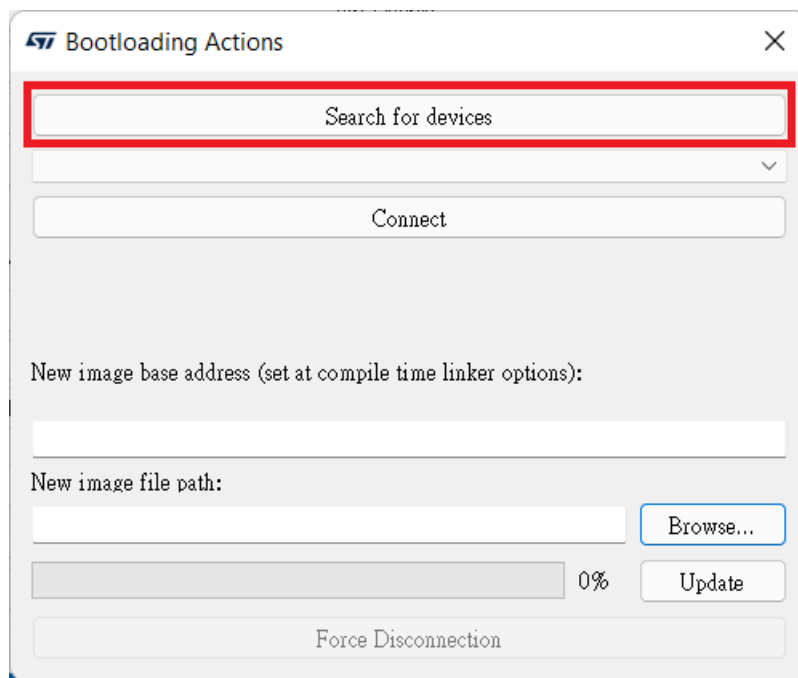 ST Bootloading Actions
Search for devices
Connect
New image base address (set at compile time linker options):
New image file path:
Browse...
0% Update
Force Disconnection